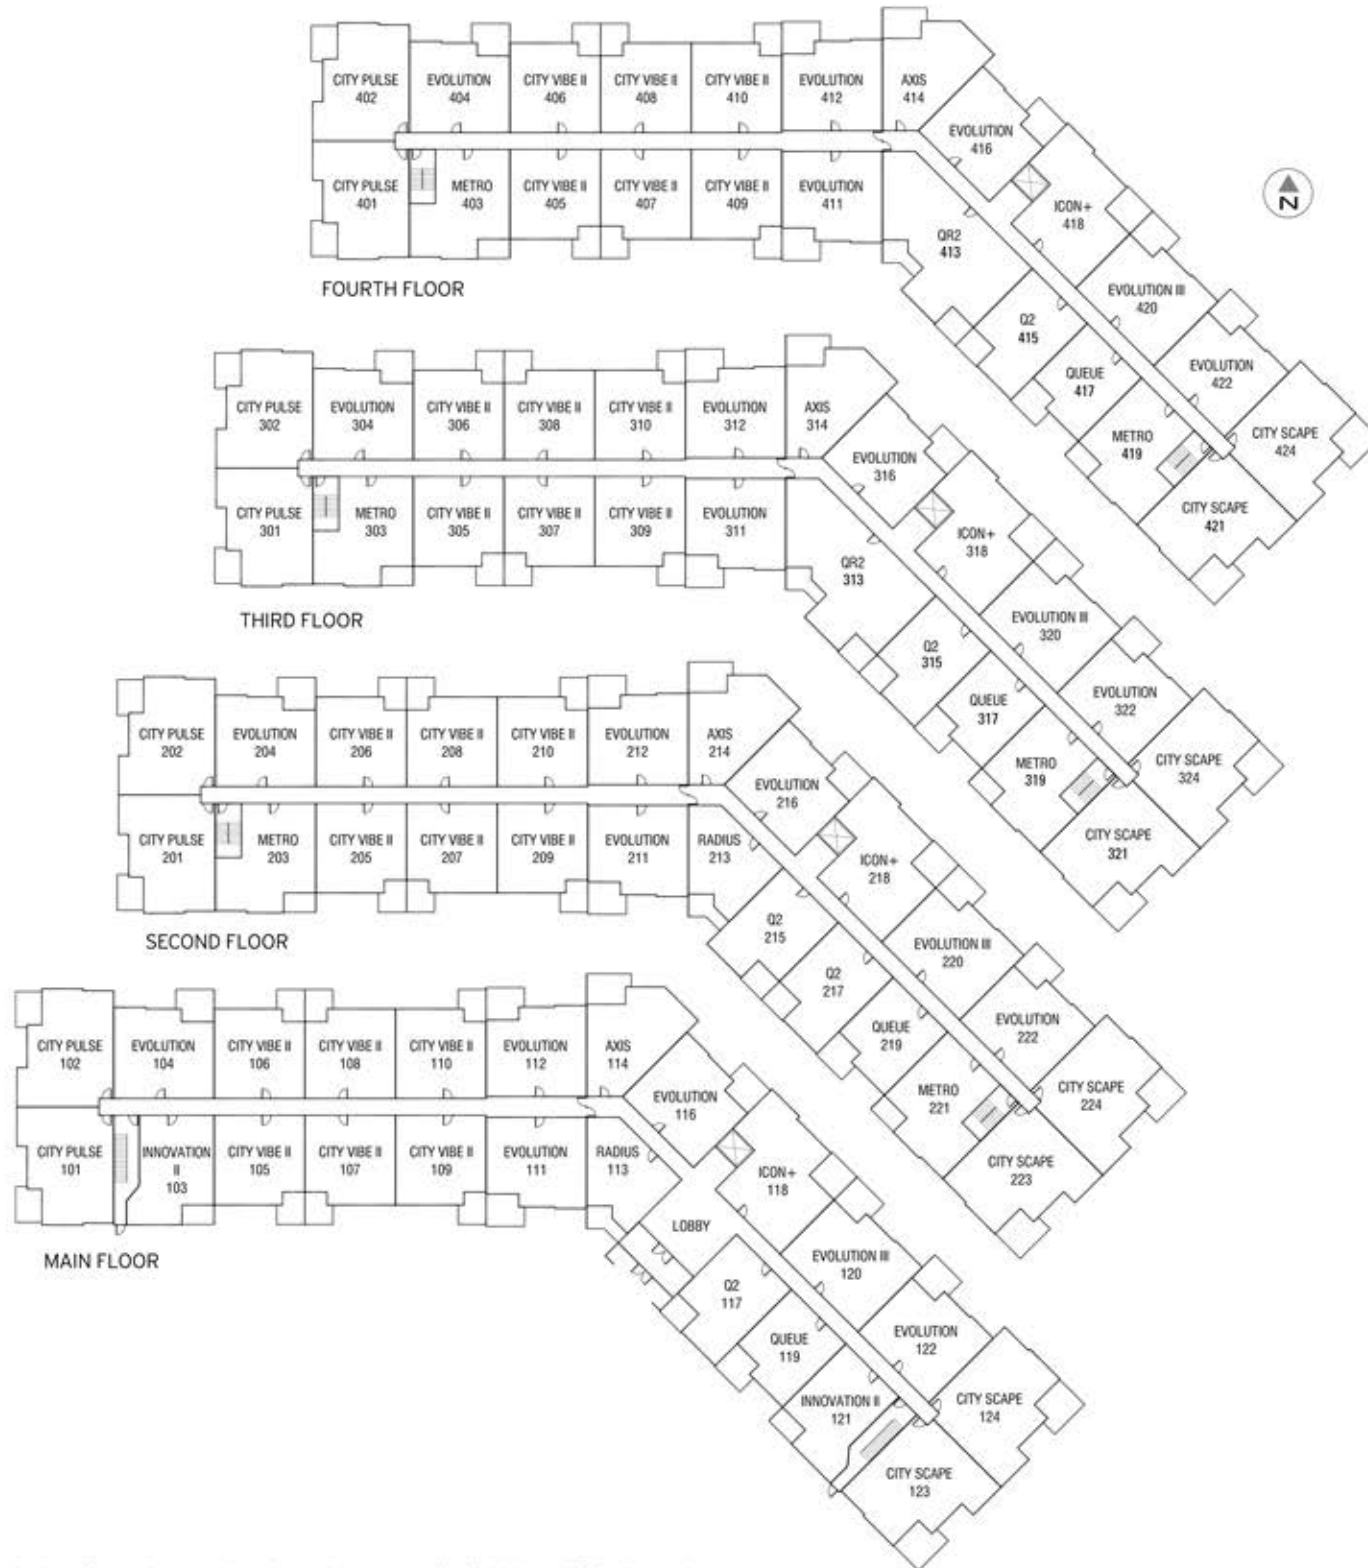 CITY PULSE
402
EVOLUTION
404
CITY VIBE II
406
CITY VIBE II
408
CITY VIBE II
410
EVOLUTION
412
AXIS
414
EVOLUTION
416
ICON+
418
EVOLUTION III
420
EVOLUTION
422
CITY SCAPE
424
CITY PULSE
401
METRO
403
CITY VIBE II
405
CITY VIBE II
407
CITY VIBE II
409
EVOLUTION
411
QR2
413
Q2
415
QUEUE
417
METRO
419
CITY SCAPE
421
N
FOURTH FLOOR
CITY PULSE
302
EVOLUTION
304
CITY VIBE II
306
CITY VIBE II
308
CITY VIBE II
310
EVOLUTION
312
AXIS
314
EVOLUTION
316
ICON+
318
EVOLUTION III
320
EVOLUTION
322
CITY SCAPE
324
CITY PULSE
301
METRO
303
CITY VIBE II
305
CITY VIBE II
307
CITY VIBE II
309
EVOLUTION
311
QR2
313
Q2
315
QUEUE
317
METRO
319
CITY SCAPE
321
THIRD FLOOR
CITY PULSE
202
EVOLUTION
204
CITY VIBE II
206
CITY VIBE II
208
CITY VIBE II
210
EVOLUTION
212
AXIS
214
EVOLUTION
216
ICON+
218
EVOLUTION III
220
EVOLUTION
222
CITY SCAPE
224
CITY PULSE
201
METRO
203
CITY VIBE II
205
CITY VIBE II
207
CITY VIBE II
209
EVOLUTION
211
RADIUS
213
Q2
215
Q2
217
QUEUE
219
METRO
221
CITY SCAPE
223
SECOND FLOOR
CITY PULSE
102
EVOLUTION
104
CITY VIBE II
106
CITY VIBE II
108
CITY VIBE II
110
EVOLUTION
112
AXIS
114
EVOLUTION
116
ICON+
118
EVOLUTION III
120
EVOLUTION
122
CITY SCAPE
124
CITY PULSE
101
INNOVATION
II
103
CITY VIBE II
105
CITY VIBE II
107
CITY VIBE II
109
EVOLUTION
111
RADIUS
113
LOBBY
Q2
117
QUEUE
119
INNOVATION II
121
CITY SCAPE
123
MAIN FLOOR